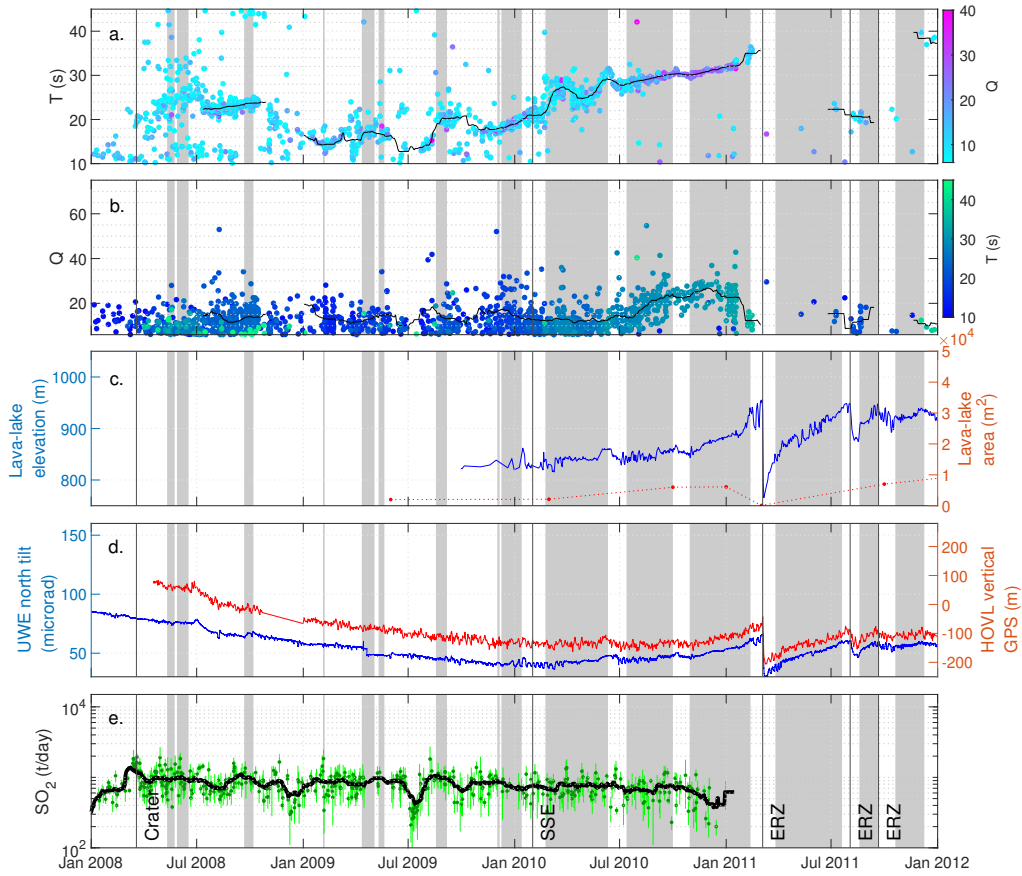 a.
T (s)
40
30
20
10
40
30
20
10
Q
b.
Q
60
40
20
40
30
20
10
T (s)
c.
Lava-lake
elevation (m)
1000
900
800
×10⁴
5
4
3
2
1
0
Lava-lake
area (m²)
d.
UWE north tilt
(microrad)
150
100
50
200
100
0
-100
-200
HOVL vertical
GPS (m)
e.
SO₂ (t/day)
10⁴
10²
Crater
SSE
ERZ
ERZ
ERZ
Jan 2008
Jul 2008
Jan 2009
Jul 2009
Jan 2010
Jul 2010
Jan 2011
Jul 2011
Jan 2012